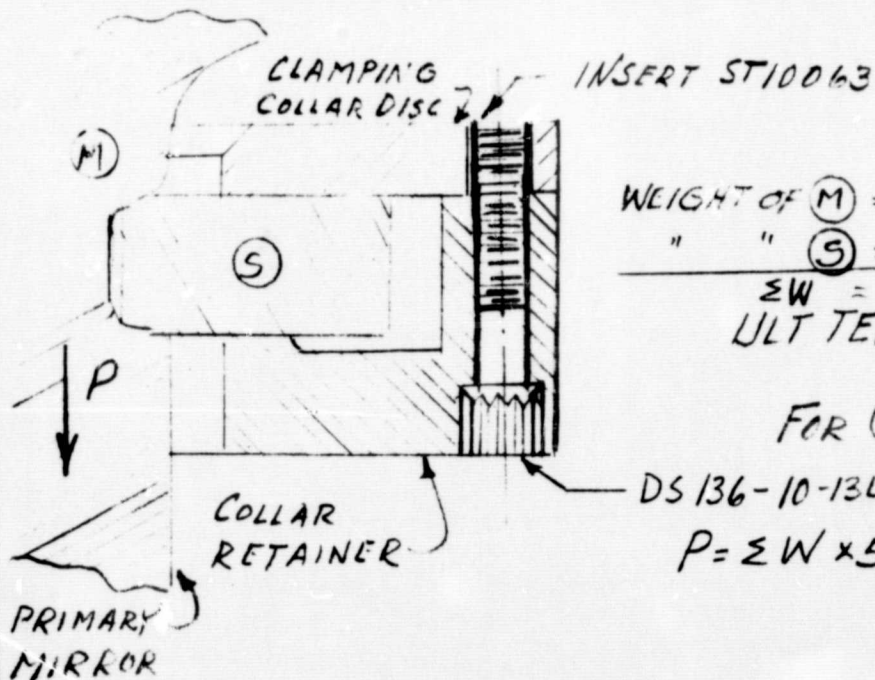 CLAMPING
COLLAR DISC
INSERT ST10063
M
WEIGHT OF M =
" " S =
S
ΣW =
ULT TE
P
FOR (
DS 136-10-13
COLLAR
RETAINER
P = ΣW x 5
PRIMARY
MIRROR